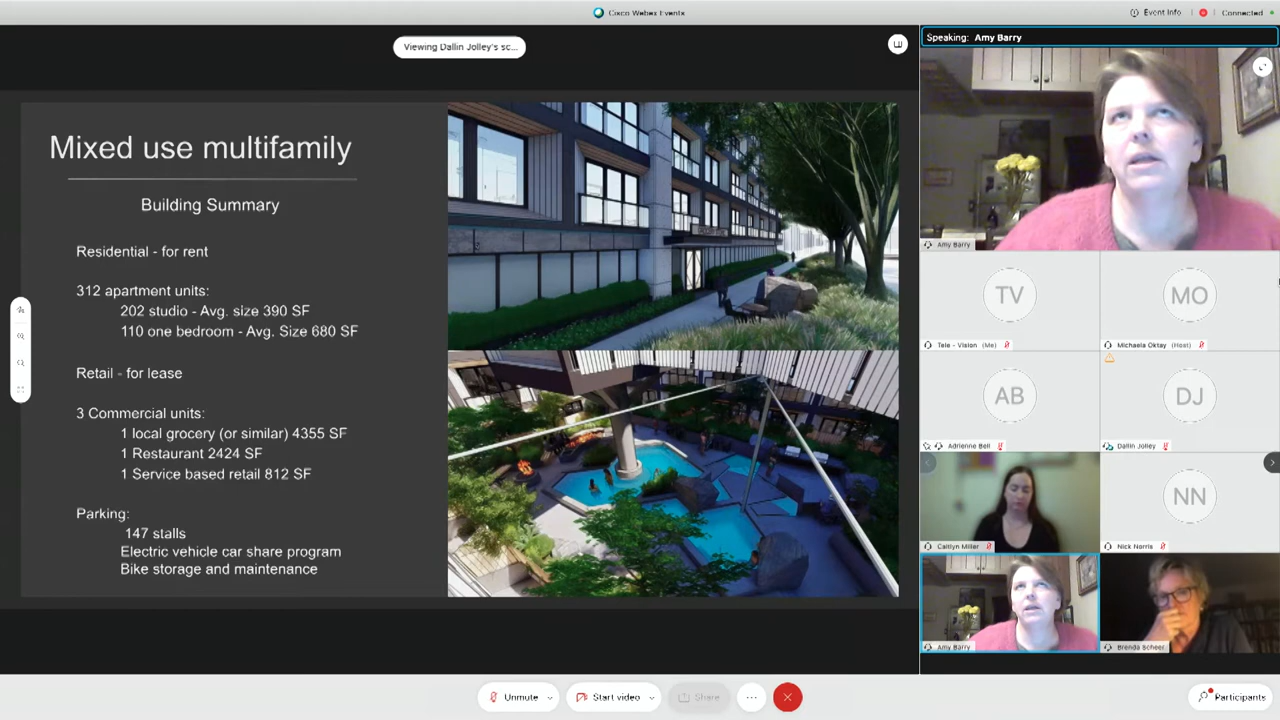 Cisco Webex Events
Event Info
Connected
Viewing Dallin Jolley's sc...
Speaking: Amy Barry
Mixed use multifamily
Building Summary
Residential - for rent
312 apartment units:
202 studio - Avg. size 390 SF
110 one bedroom - Avg. Size 680 SF
Retail - for lease
3 Commercial units:
1 local grocery (or similar) 4355 SF
1 Restaurant 2424 SF
1 Service based retail 812 SF
Parking:
147 stalls
Electric vehicle car share program
Bike storage and maintenance
Amy Barry
TV
Tele - Vision (Me)
MO
Michaela Oktay (Host)
AB
Adrienne Bell
DJ
Dallin Jolley
Caitlyn Miller
NN
Nick Norris
Amy Barry
Brenda Scheer
Unmute
Start video
Share
Participants